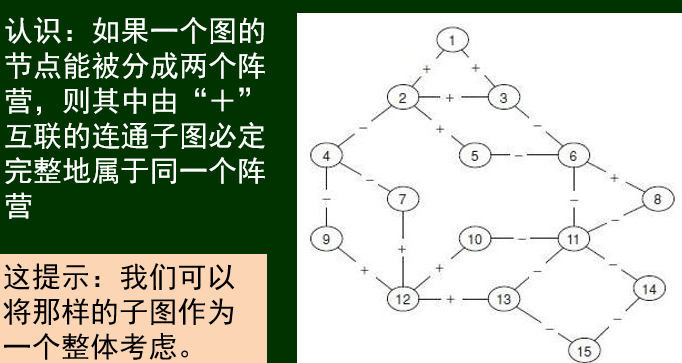 认识：如果一个图的
节点能被分成两个阵
营，则其中由“＋”
互联的连通子图必定
完整地属于同一个阵
营
这提示：我们可以
将那样的子图作为
一个整体考虑。
1
+ +
2 + 3
- + -
4 5 - 6
- - - +
7 8
- + -
9 10 - 11
+ + - -
12 + 13 14
- -
15